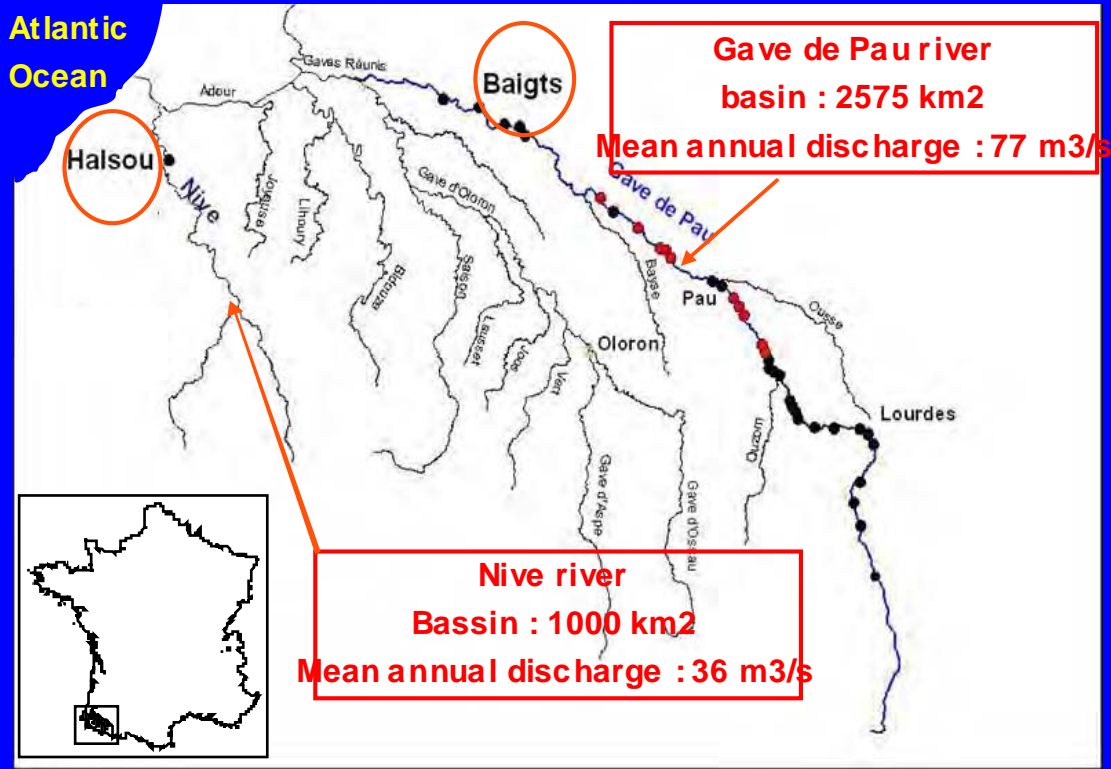 Atlantic
Ocean
Gave de Pau river
basin : 2575 km2
Mean annual discharge : 77 m3/s
Gaves Réunis
Baigts
Adour
Halsou
Nive
Joyeuse
Lihoury
Gave d'Oloron
Gave de Pau
Bidouze
Saison
Lausset
Joos
Vert
Bayse
Pau
Ousse
Oloron
Lourdes
Ouzom
Gave d'Aspe
Gave d'Ossau
Nive river
Bassin : 1000 km2
Mean annual discharge : 36 m3/s